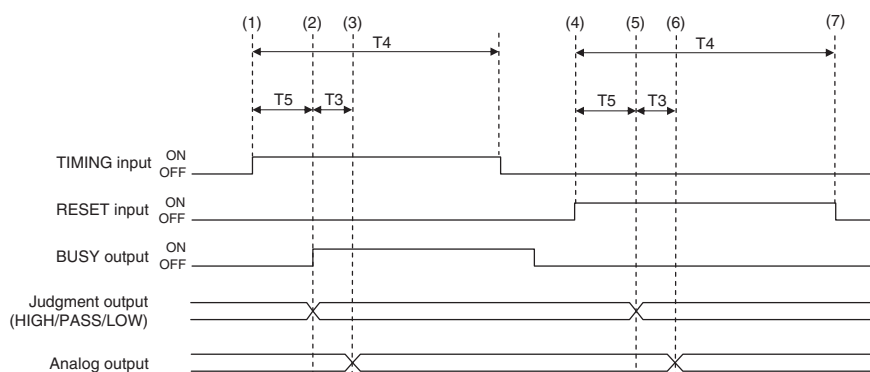 (1) (2) (3) (4) (5) (6) (7)
T4 T4
T5 T3 T5 T3
TIMING input ON
OFF
RESET input ON
OFF
BUSY output ON
OFF
Judgment output
(HIGH/PASS/LOW)
Analog output